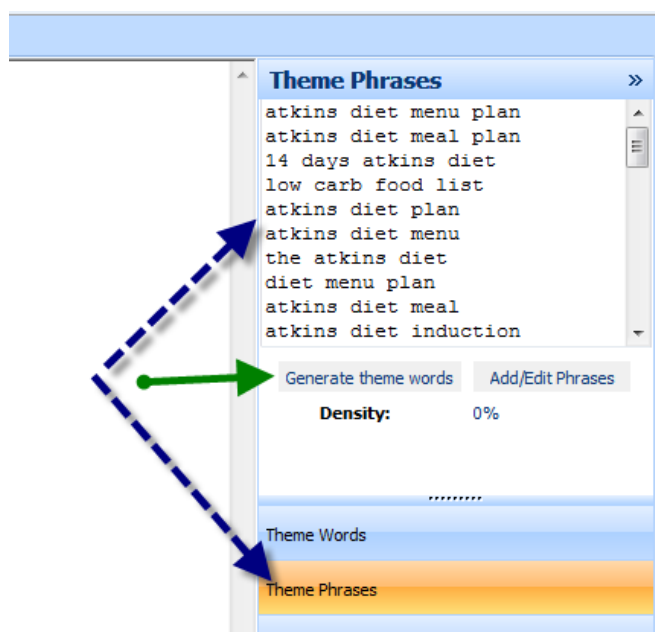 Theme Phrases »
atkins diet menu plan
atkins diet meal plan
14 days atkins diet
low carb food list
atkins diet plan
atkins diet menu
the atkins diet
diet menu plan
atkins diet meal
atkins diet induction
Generate theme words Add/Edit Phrases
Density: 0%
Theme Words
Theme Phrases